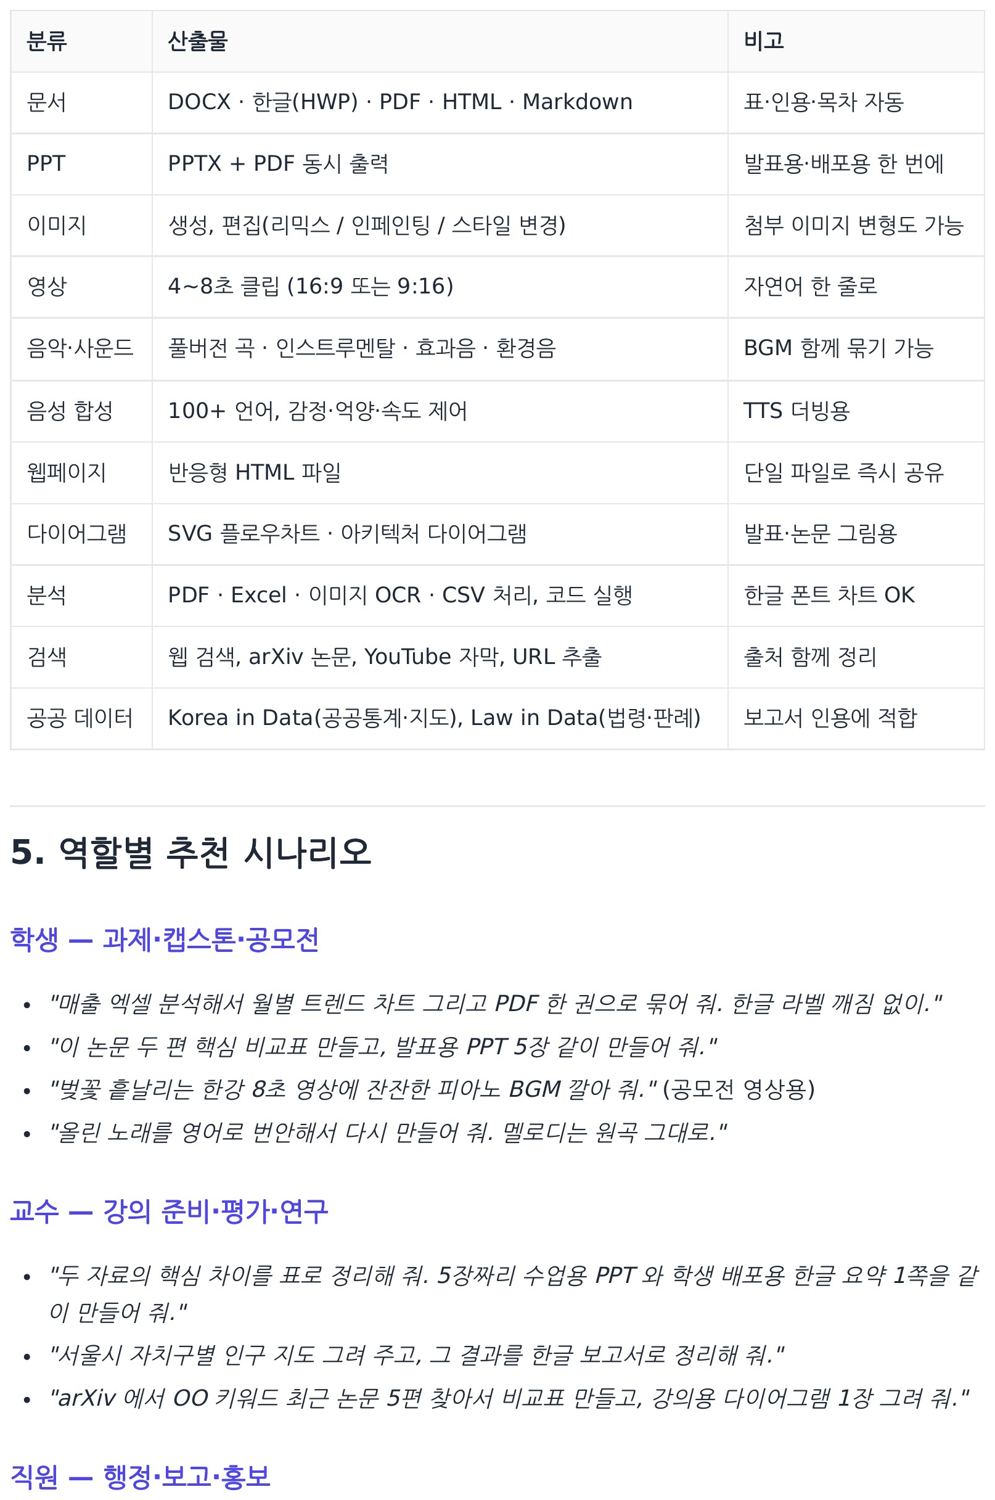 분류 산출물 비고
문서 DOCX · 한글(HWP) · PDF · HTML · Markdown 표·인용·목차 자동
PPT PPTX + PDF 동시 출력 발표용·배포용 한 번에
이미지 생성, 편집(리믹스 / 인페인팅 / 스타일 변경) 첨부 이미지 변형도 가능
영상 4~8초 클립 (16:9 또는 9:16) 자연어 한 줄로
음악·사운드 풀버전 곡 · 인스트루멘탈 · 효과음 · 환경음 BGM 함께 묶기 가능
음성 합성 100+ 언어, 감정·억양·속도 제어 TTS 더빙용
웹페이지 반응형 HTML 파일 단일 파일로 즉시 공유
다이어그램 SVG 플로우차트 · 아키텍처 다이어그램 발표·논문 그림용
분석 PDF · Excel · 이미지 OCR · CSV 처리, 코드 실행 한글 폰트 차트 OK
검색 웹 검색, arXiv 논문, YouTube 자막, URL 추출 출처 함께 정리
공공 데이터 Korea in Data(공공통계·지도), Law in Data(법령·판례) 보고서 인용에 적합
5. 역할별 추천 시나리오
학생 — 과제·캡스톤·공모전
• "매출 엑셀 분석해서 월별 트렌드 차트 그리고 PDF 한 권으로 묶어 줘. 한글 라벨 깨짐 없이."
• "이 논문 두 편 핵심 비교표 만들고, 발표용 PPT 5장 같이 만들어 줘."
• "벚꽃 흩날리는 한강 8초 영상에 잔잔한 피아노 BGM 깔아 줘." (공모전 영상용)
• "올린 노래를 영어로 번안해서 다시 만들어 줘. 멜로디는 원곡 그대로."
교수 — 강의 준비·평가·연구
• "두 자료의 핵심 차이를 표로 정리해 줘. 5장짜리 수업용 PPT 와 학생 배포용 한글 요약 1쪽을 같
이 만들어 줘."
• "서울시 자치구별 인구 지도 그려 주고, 그 결과를 한글 보고서로 정리해 줘."
• "arXiv 에서 OO 키워드 최근 논문 5편 찾아서 비교표 만들고, 강의용 다이어그램 1장 그려 줘."
직원 — 행정·보고·홍보